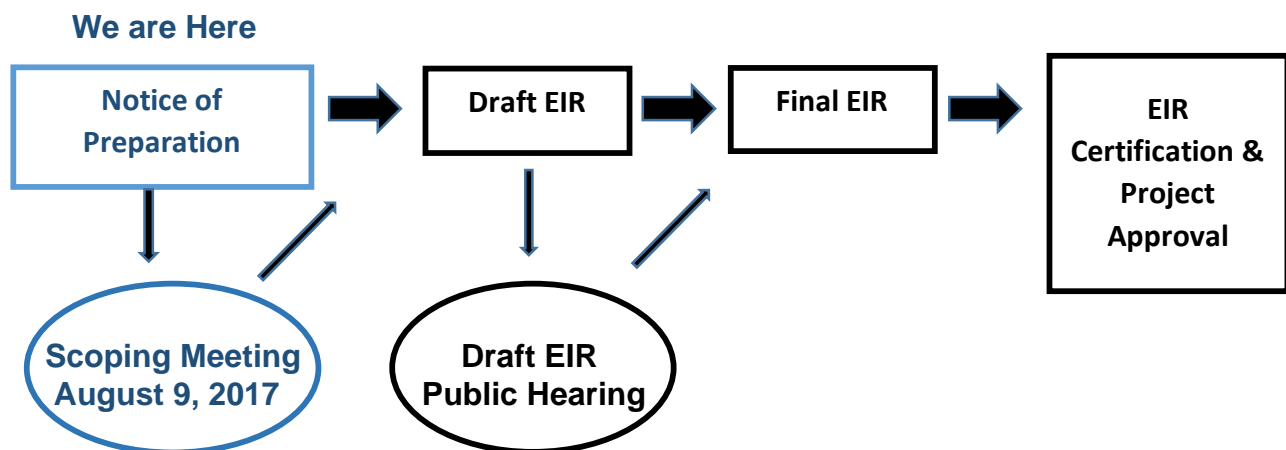 We are Here
Notice of
Preparation
Draft EIR
Final EIR
EIR
Certification &
Project
Approval
Scoping Meeting
August 9, 2017
Draft EIR
Public Hearing